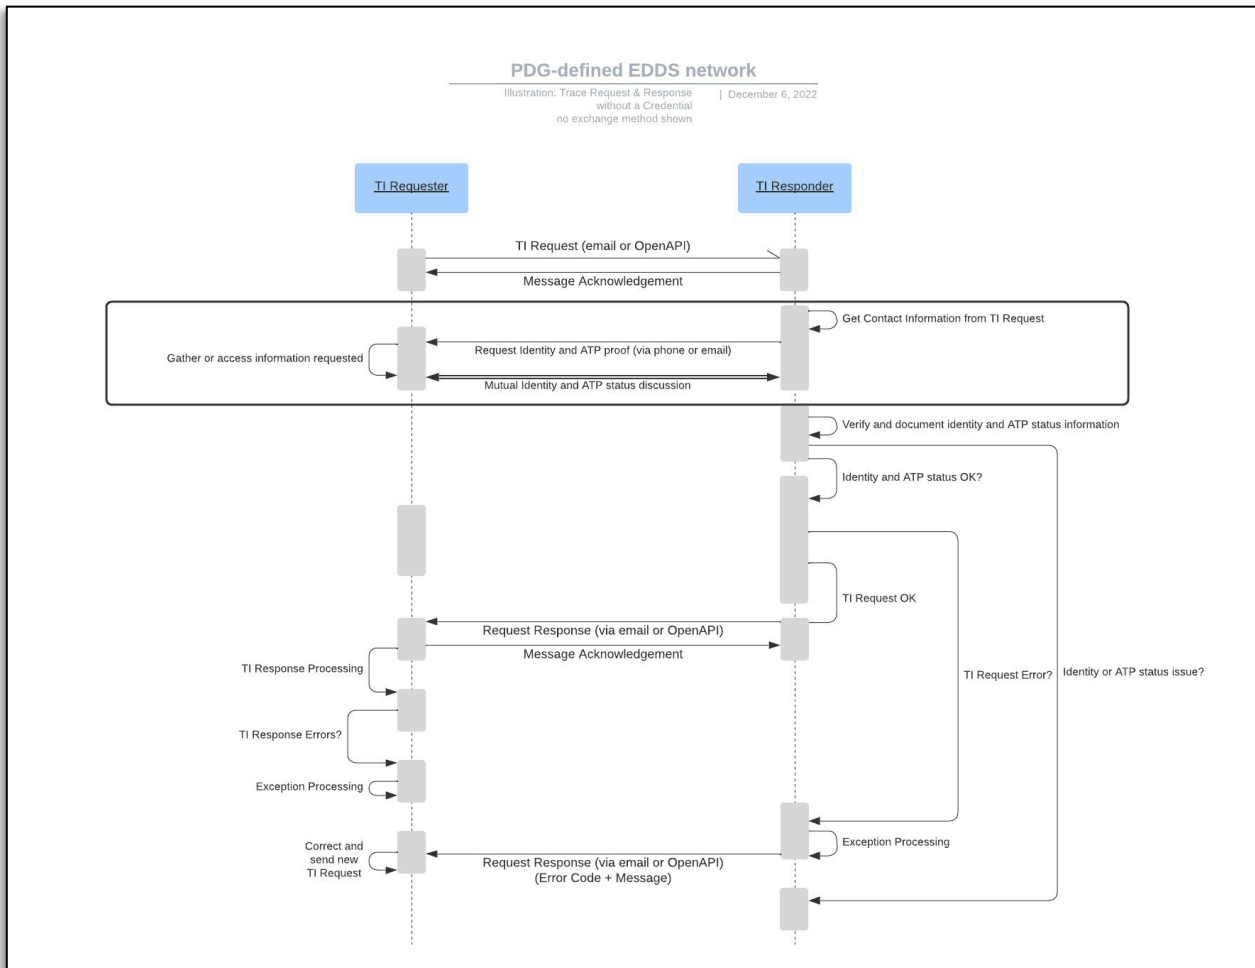 PDG-defined EDDS network
Illustration: Trace Request & Response
without a Credential
no exchange method shown
| December 6, 2022
TI Requester
TI Responder
TI Request (email or OpenAPI)
Message Acknowledgement
Get Contact Information from TI Request
Request Identity and ATP proof (via phone or email)
Gather or access information requested
Mutual Identity and ATP status discussion
Verify and document identity and ATP status information
Identity and ATP status OK?
TI Request OK
Request Response (via email or OpenAPI)
Message Acknowledgement
TI Response Processing
TI Request Error?
Identity or ATP status issue?
TI Response Errors?
Exception Processing
Exception Processing
Correct and
send new
TI Request
Request Response (via email or OpenAPI)
(Error Code + Message)